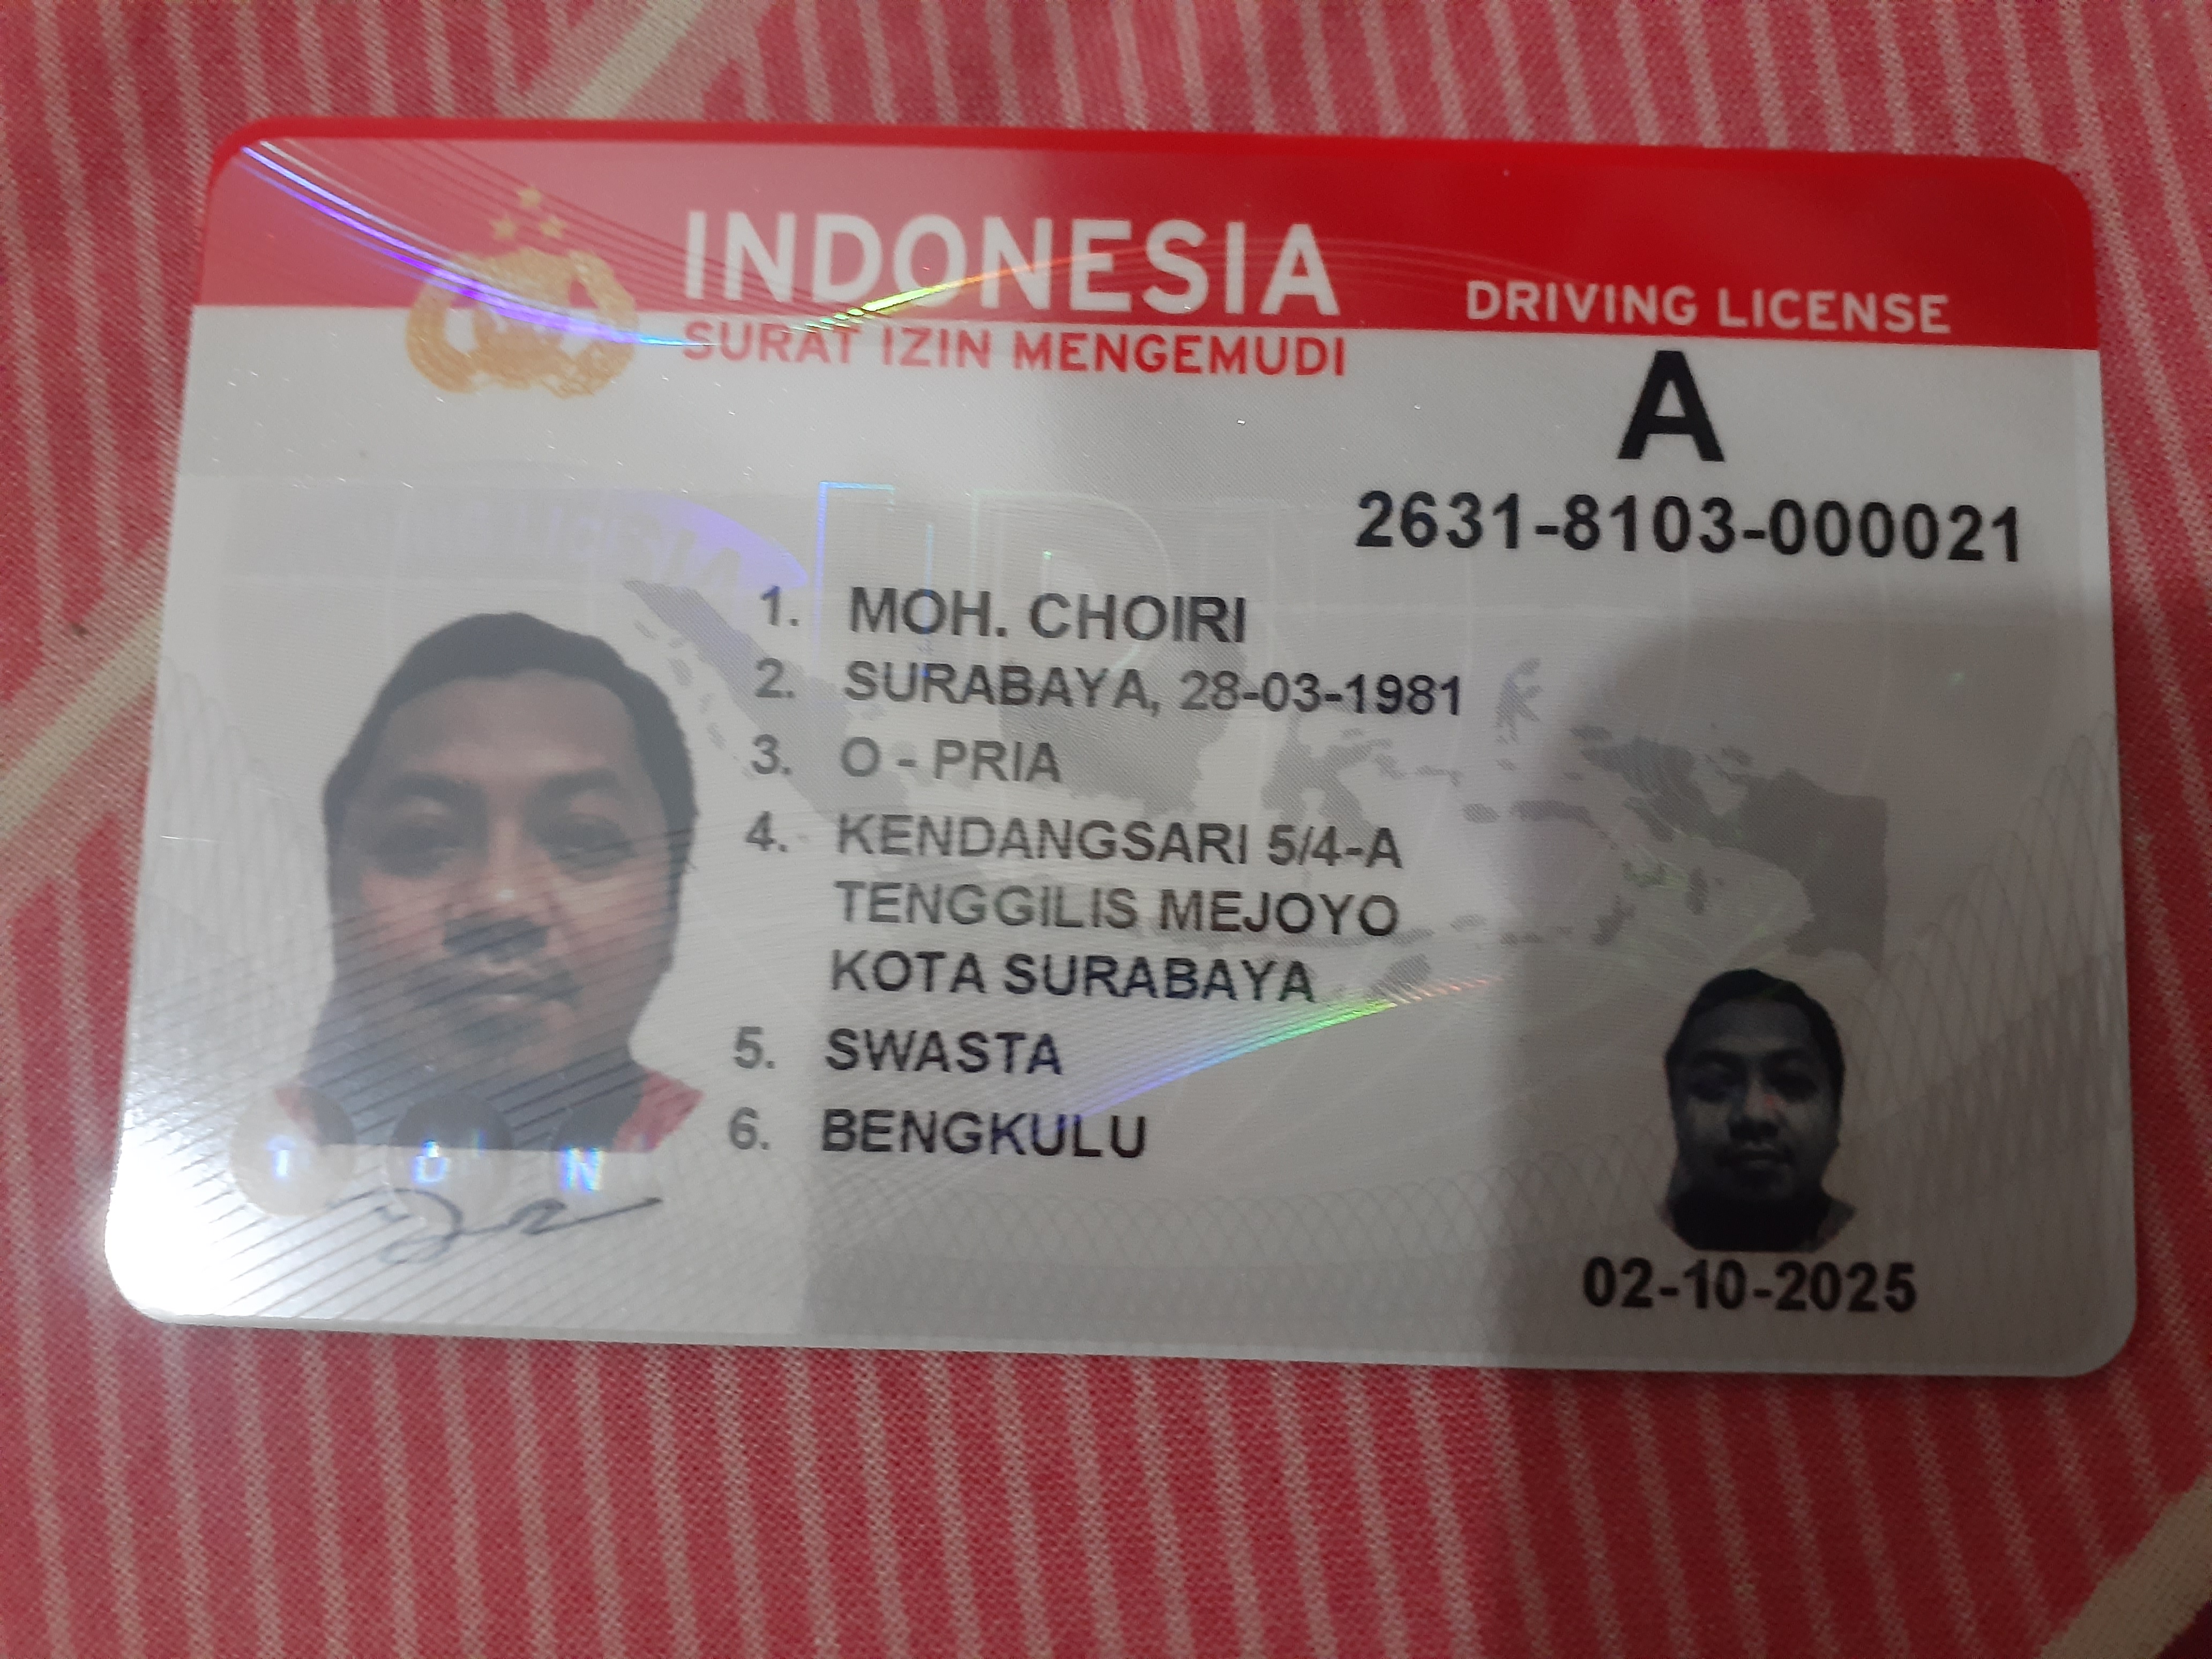 INDONESIA
SURAT IZIN MENGEMUDI
DRIVING LICENSE
A
2631-8103-000021
1. MOH. CHOIRI
2. SURABAYA, 28-03-1981
3. O - PRIA
4. KENDANGSARI 5/4-A
TENGGILIS MEJOYO
KOTA SURABAYA
5. SWASTA
6. BENGKULU
02-10-2025